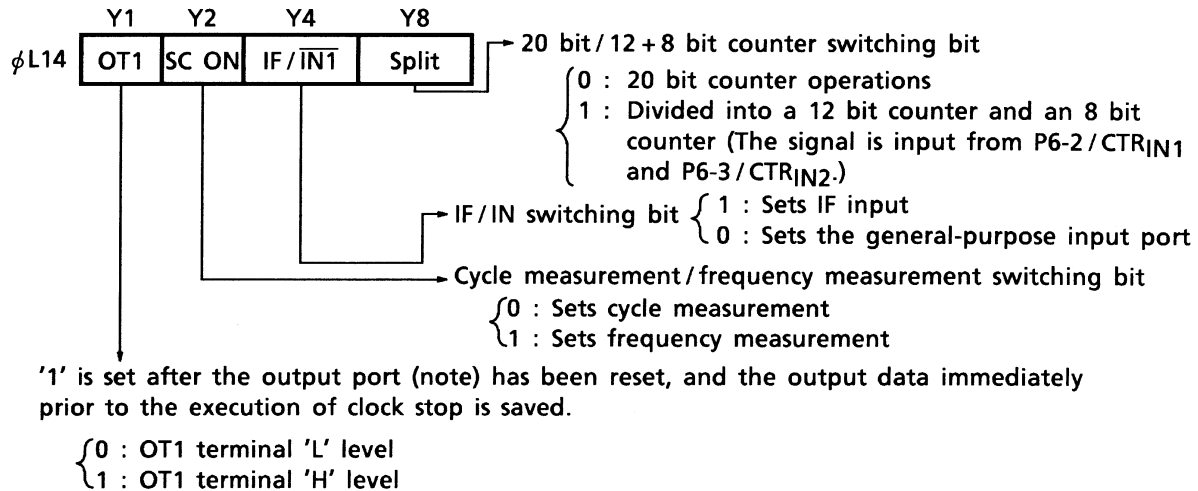 Y1 Y2 Y4 Y8
ϕL14 OT1 SC ON IF / IN1 Split
20 bit / 12 + 8 bit counter switching bit
0 : 20 bit counter operations
1 : Divided into a 12 bit counter and an 8 bit
counter (The signal is input from P6-2 / CTRIN1
and P6-3 / CTRIN2.)
IF / IN switching bit
1 : Sets IF input
0 : Sets the general-purpose input port
Cycle measurement / frequency measurement switching bit
0 : Sets cycle measurement
1 : Sets frequency measurement
'1' is set after the output port (note) has been reset, and the output data immediately
prior to the execution of clock stop is saved.
0 : OT1 terminal 'L' level
1 : OT1 terminal 'H' level